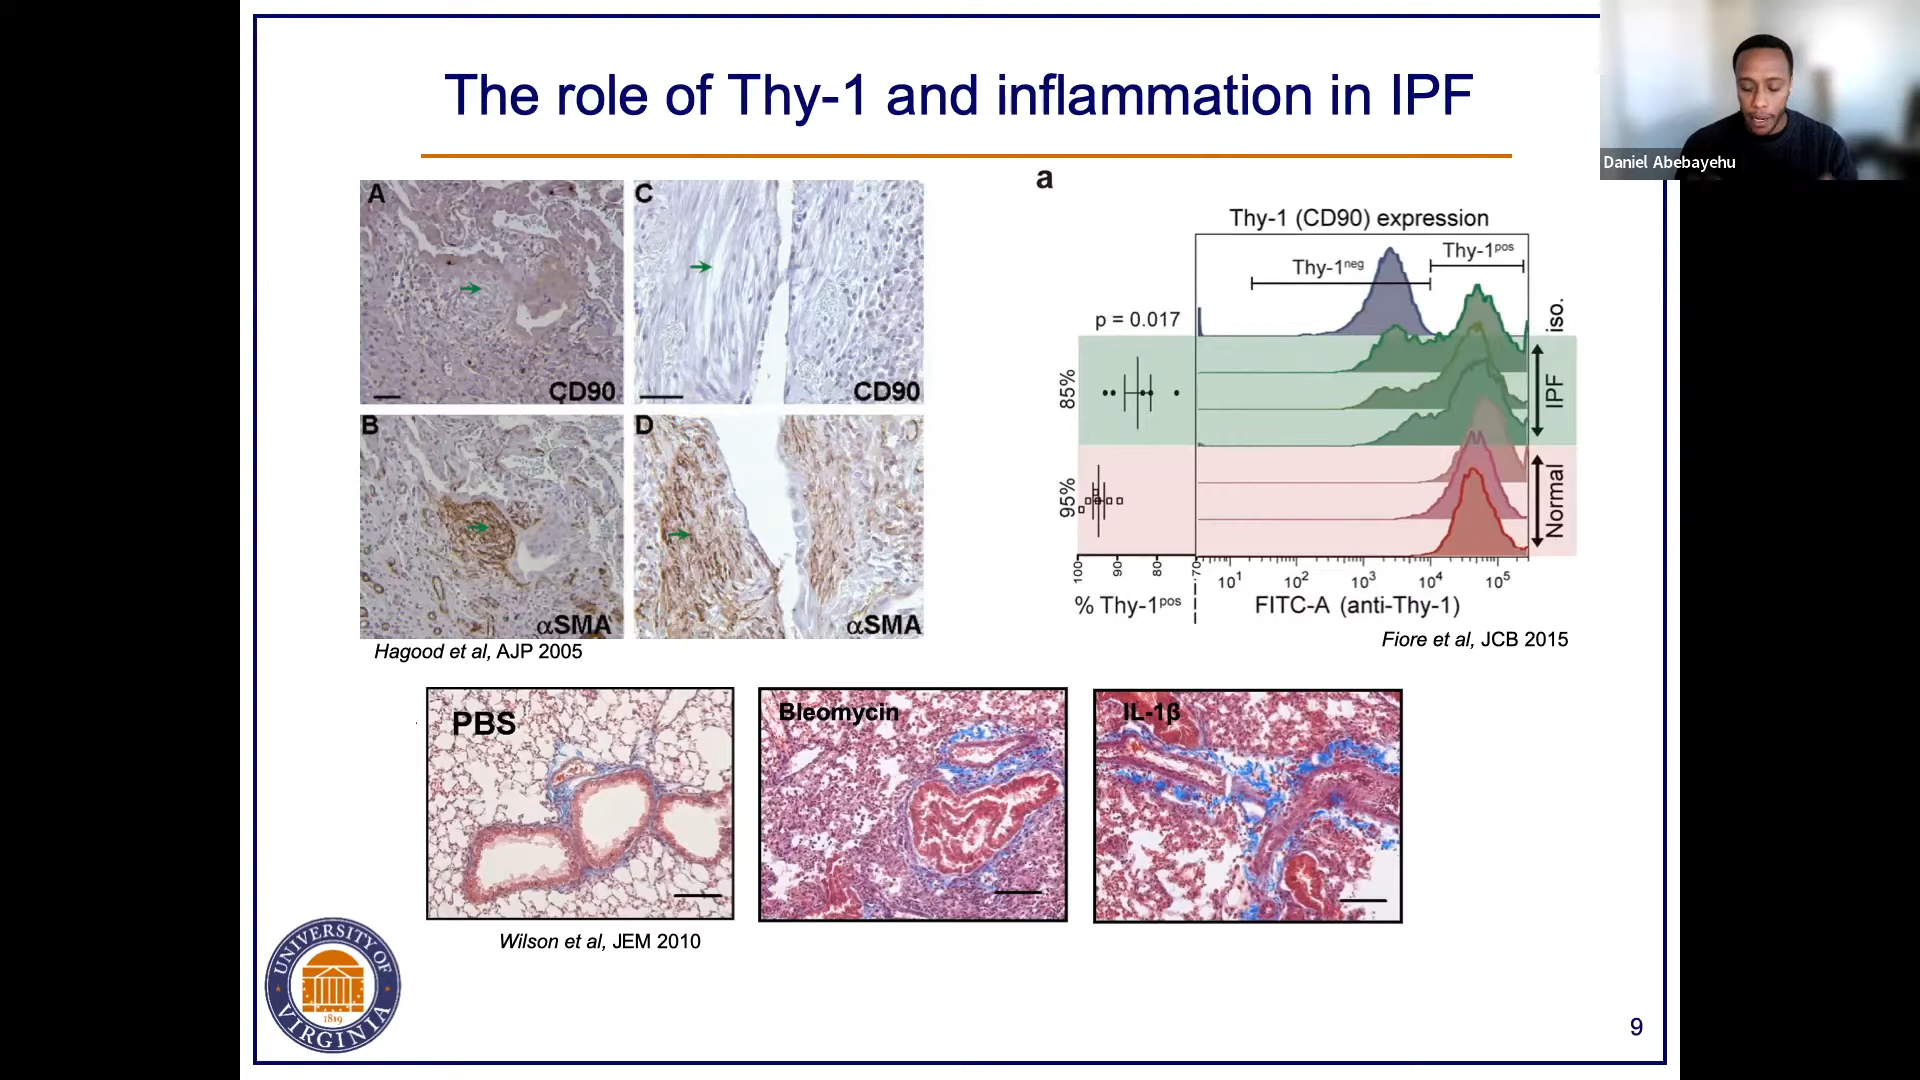 The role of Thy-1 and inflammation in IPF
Daniel Abebayehu
A
CD90
C
CD90
B
αSMA
D
αSMA
Hagood et al, AJP 2005
a
Thy-1 (CD90) expression
Thy-1neg
Thy-1pos
p = 0.017
iso.
85%
IPF
95%
Normal
100
90
80
70
10¹
10²
10³
10⁴
10⁵
% Thy-1pos
FITC-A (anti-Thy-1)
Fiore et al, JCB 2015
PBS
Bleomycin
IL-1β
Wilson et al, JEM 2010
UNIVERSITY OF
VIRGINIA
1819
9